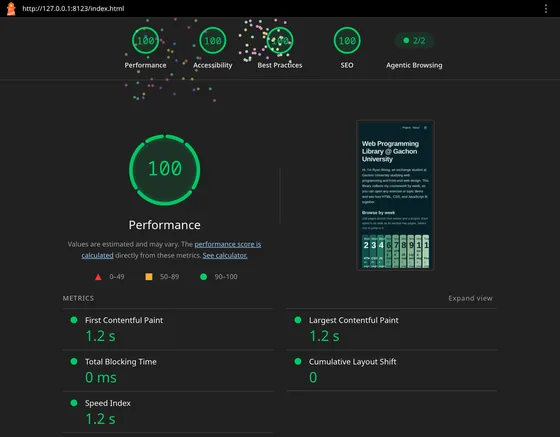 http://127.0.0.1:8123/index.html
100 100 100 100 2/2
Performance Accessibility Best Practices SEO Agentic Browsing
100
Performance
Values are estimated and may vary. The performance score is
calculated directly from these metrics. See calculator.
0–49 50–89 90–100
Web Programming
Library @ Gachon
University
Browse by week
METRICS
Expand view
First Contentful Paint
1.2 s
Largest Contentful Paint
1.2 s
Total Blocking Time
0 ms
Cumulative Layout Shift
0
Speed Index
1.2 s